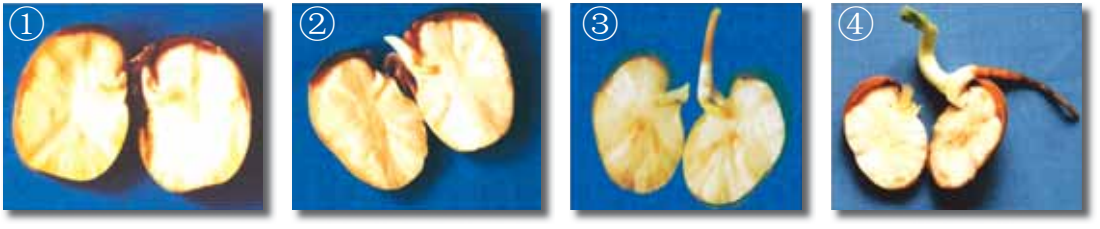 ①
②
③
④